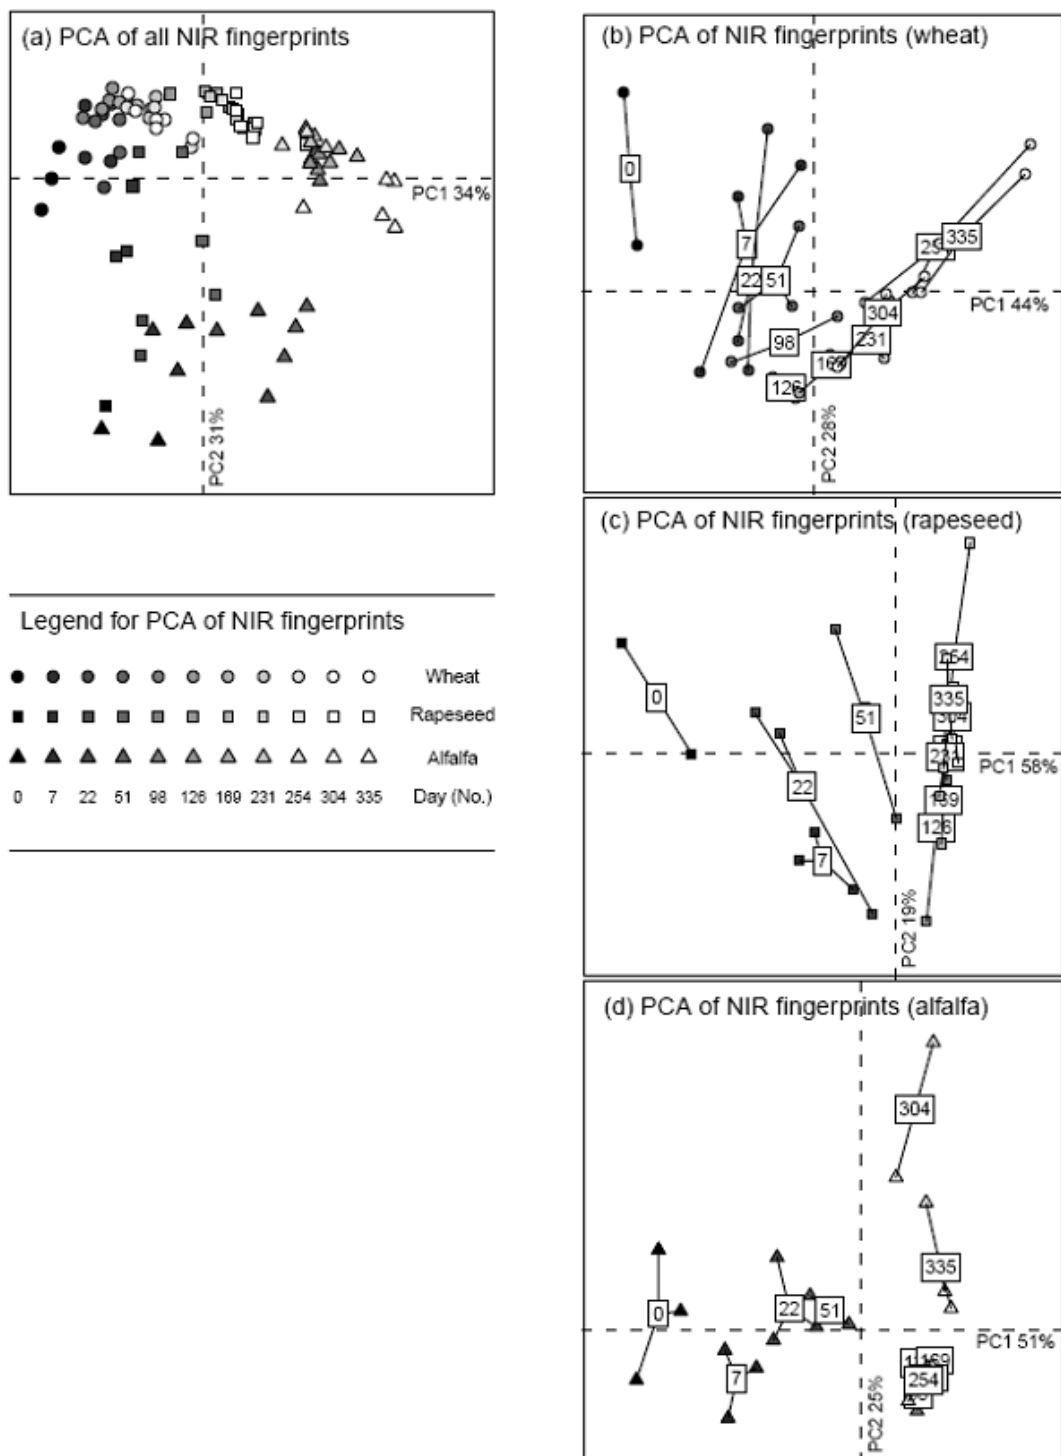 (a) PCA of all NIR fingerprints
PC1 34%
PC2 31%
Legend for PCA of NIR fingerprints
Wheat
Rapeseed
Alfalfa
0 7 22 51 98 126 169 231 254 304 335 Day (No.)
(b) PCA of NIR fingerprints (wheat)
0
7
335
22 51
PC1 44%
304
98
231
126
PC2 28%
(c) PCA of NIR fingerprints (rapeseed)
254
0
335
51
304
231
PC1 58%
22
169
126
7
PC2 19%
(d) PCA of NIR fingerprints (alfalfa)
304
335
0
22 51
PC1 51%
169
7
254
PC2 25%